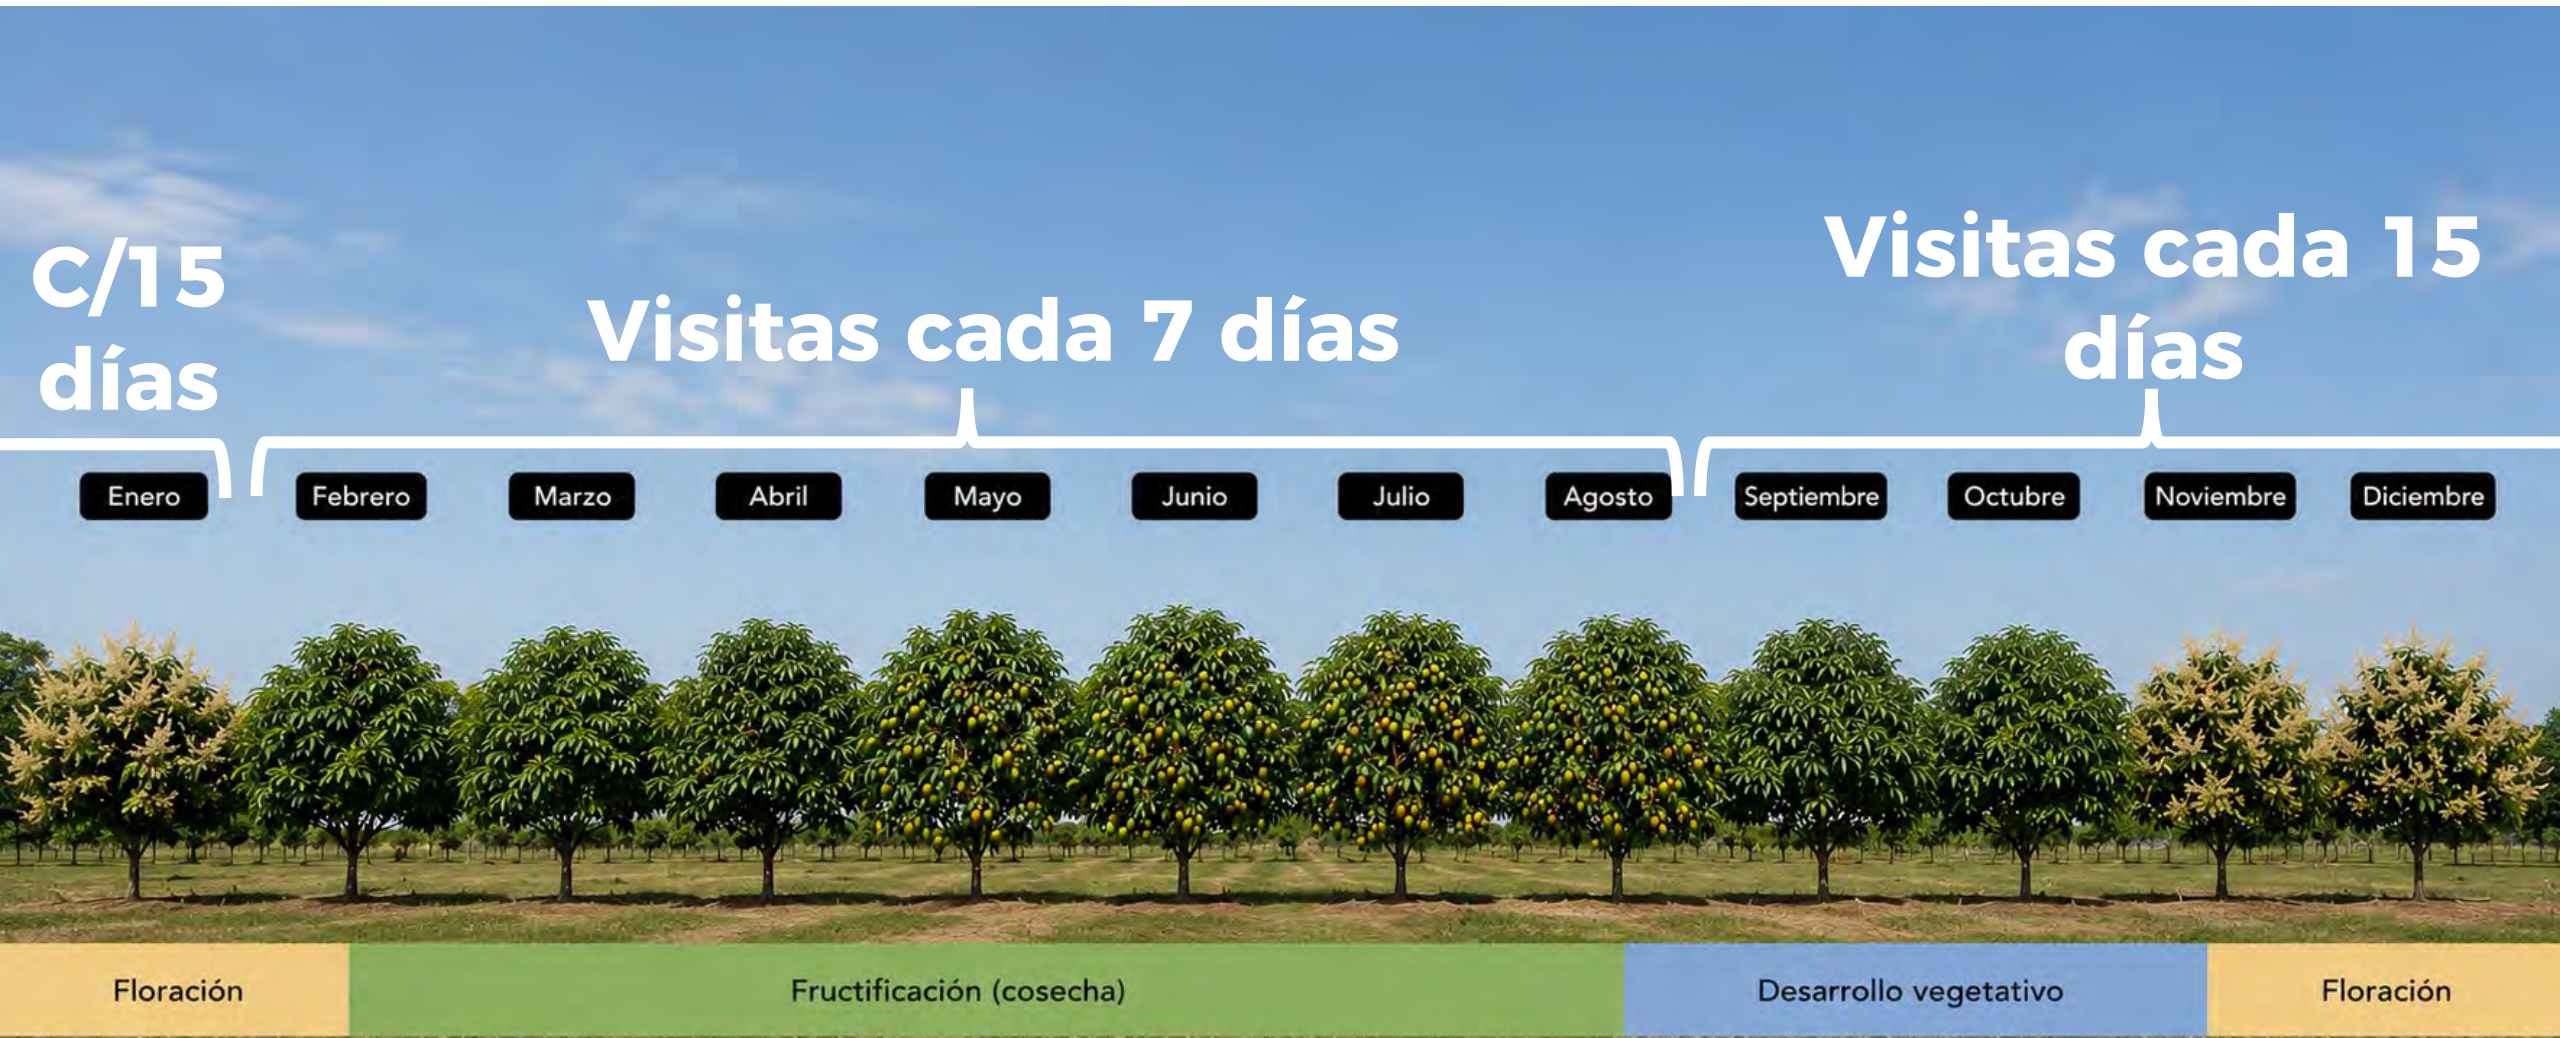 C/15
días
Visitas cada 7 días
Visitas cada 15
días
Enero
Febrero
Marzo
Abril
Mayo
Junio
Julio
Agosto
Septiembre
Octubre
Noviembre
Diciembre
Floración
Fructificación (cosecha)
Desarrollo vegetativo
Floración